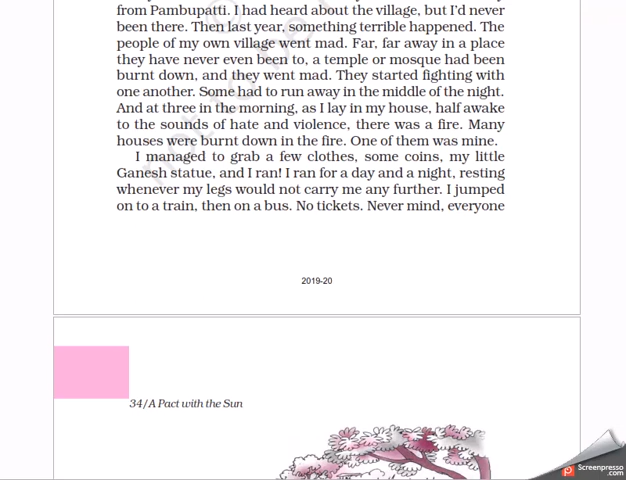 from Pambupatti. I had heard about the village, but I'd never
been there. Then last year, something terrible happened. The
people of my own village went mad. Far, far away in a place
they have never even been to, a temple or mosque had been
burnt down, and they went mad. They started fighting with
one another. Some had to run away in the middle of the night.
And at three in the morning, as I lay in my house, half awake
to the sounds of hate and violence, there was a fire. Many
houses were burnt down in the fire. One of them was mine.
I managed to grab a few clothes, some coins, my little
Ganesh statue, and I ran! I ran for a day and a night, resting
whenever my legs would not carry me any further. I jumped
on to a train, then on a bus. No tickets. Never mind, everyone
2019-20
34/A Pact with the Sun
Screenpresso
.com